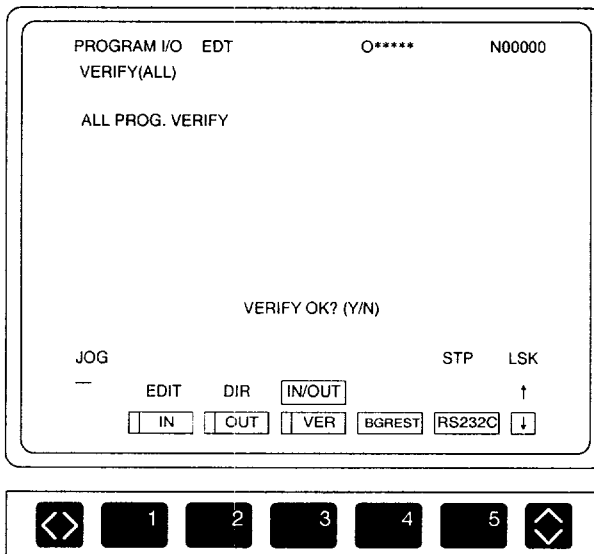 PROGRAM I/O EDT O***** N00000
VERIFY(ALL)
ALL PROG. VERIFY
VERIFY OK? (Y/N)
JOG STP LSK
EDIT DIR IN/OUT ↑
IN OUT VER BGREST RS232C ↓
1 2 3 4 5